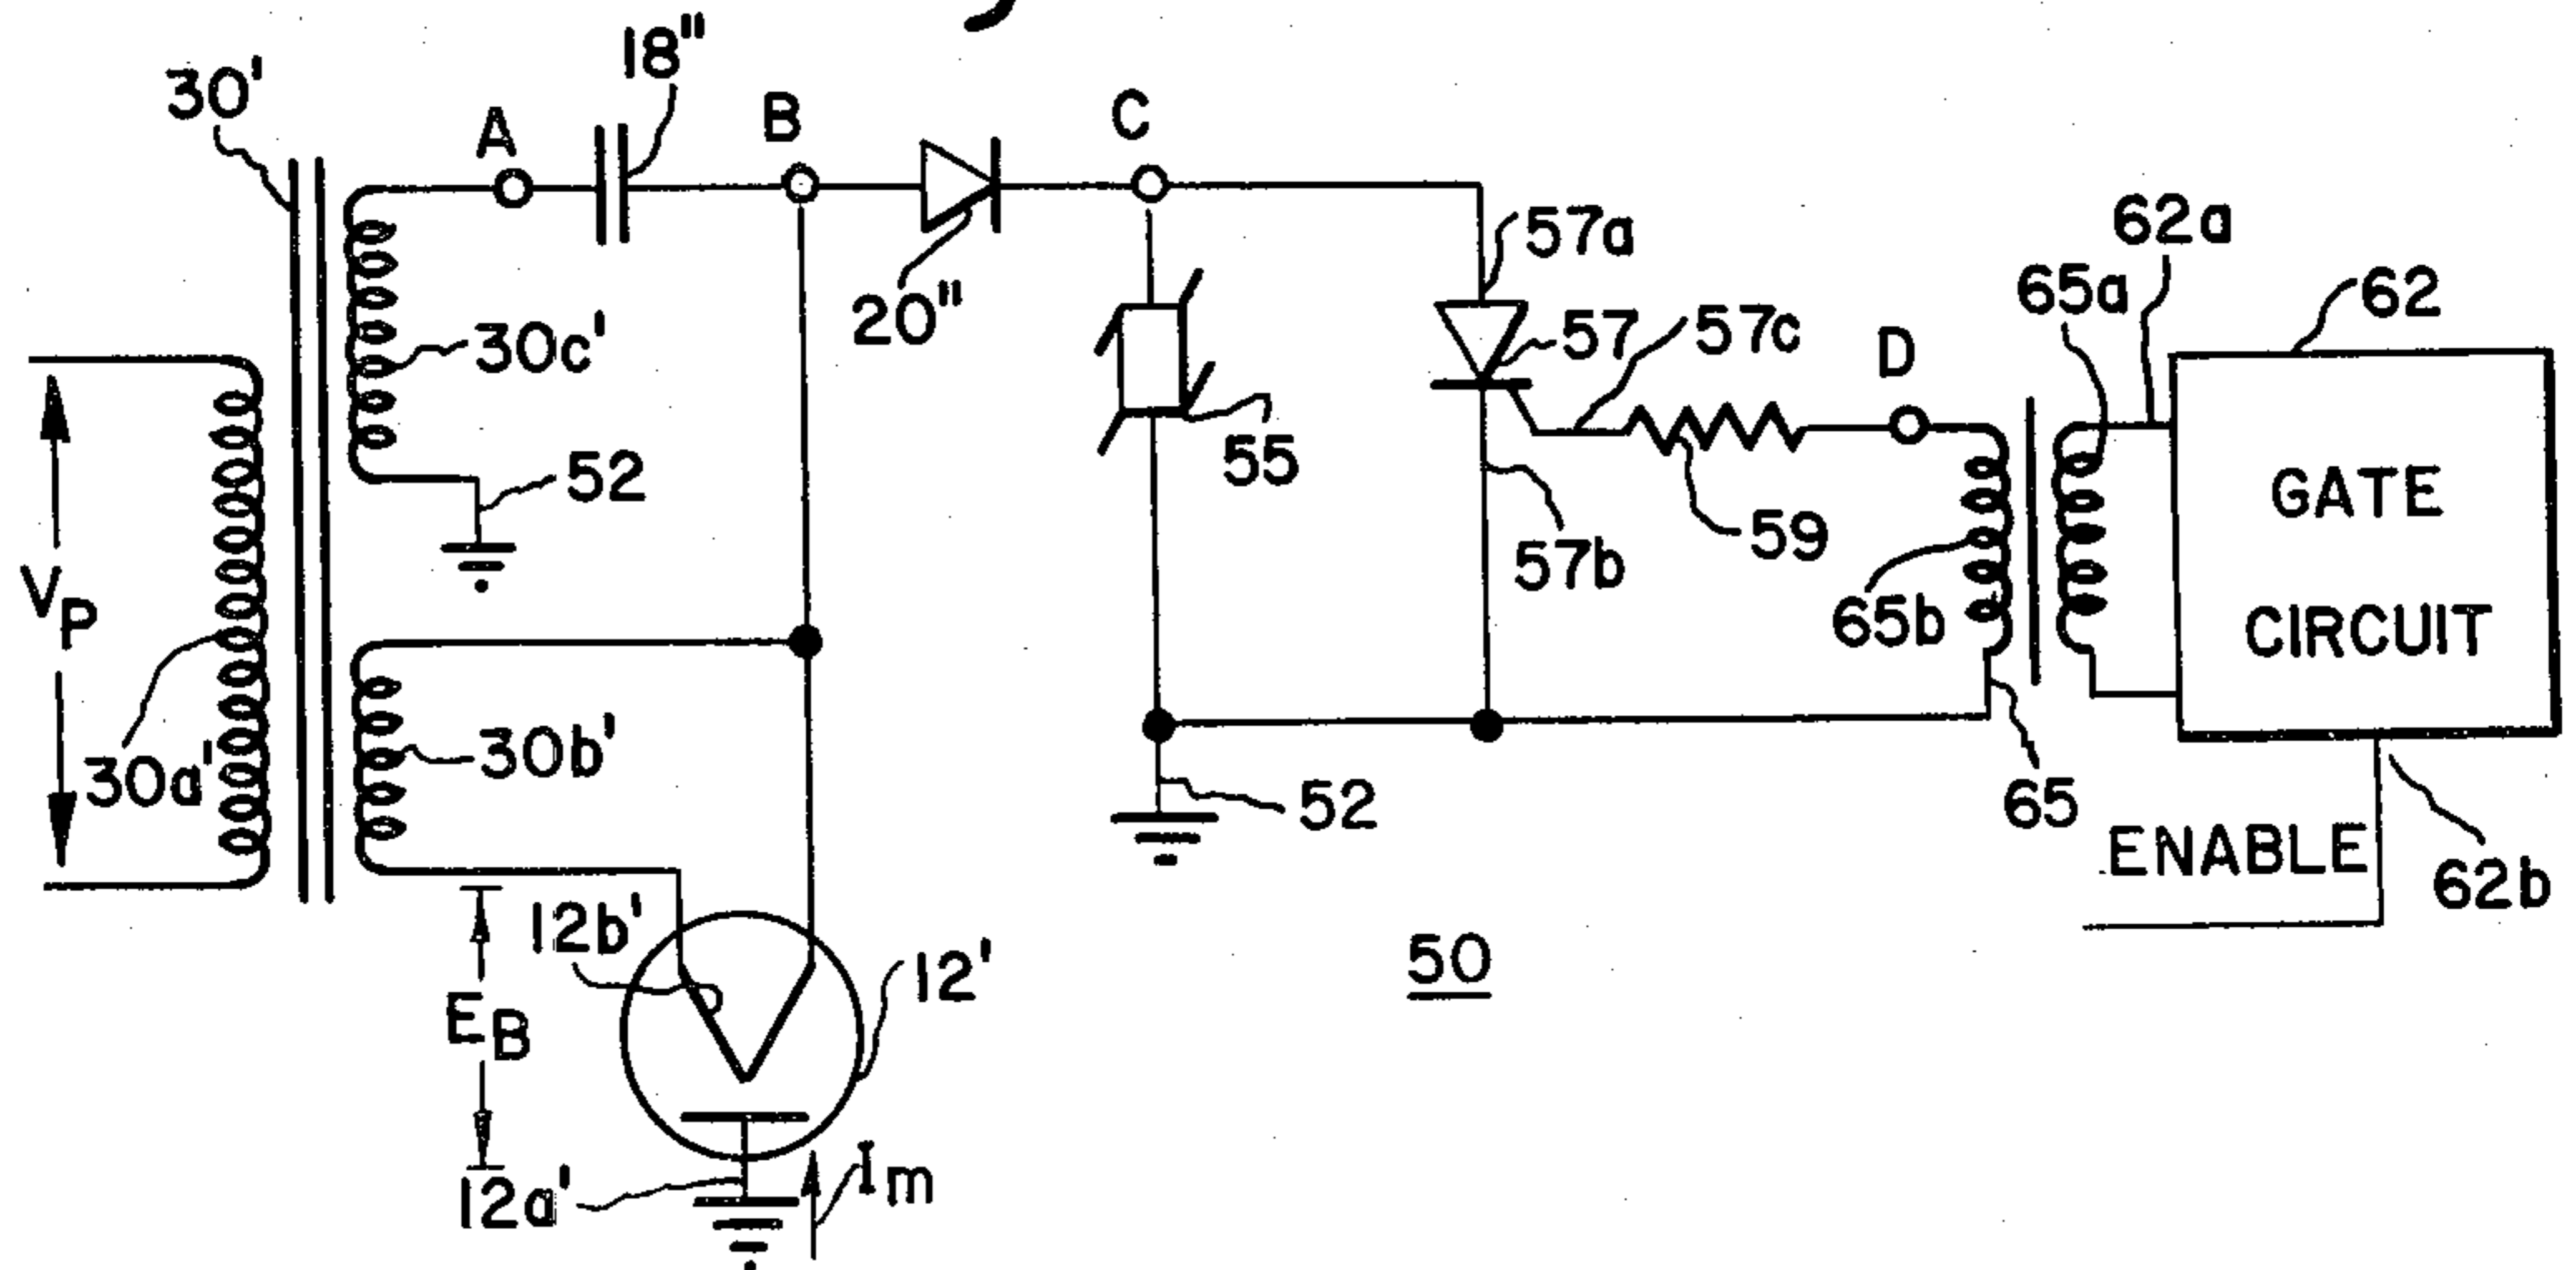 18"
30'
A
B
C
57a
62a
65a
62
20"
30c'
57
57c
D
52
55
GATE
59
57b
VP
65b
CIRCUIT
30b'
30a'
52
65
ENABLE
62b
12b'
12'
50
EB
12a'
Im